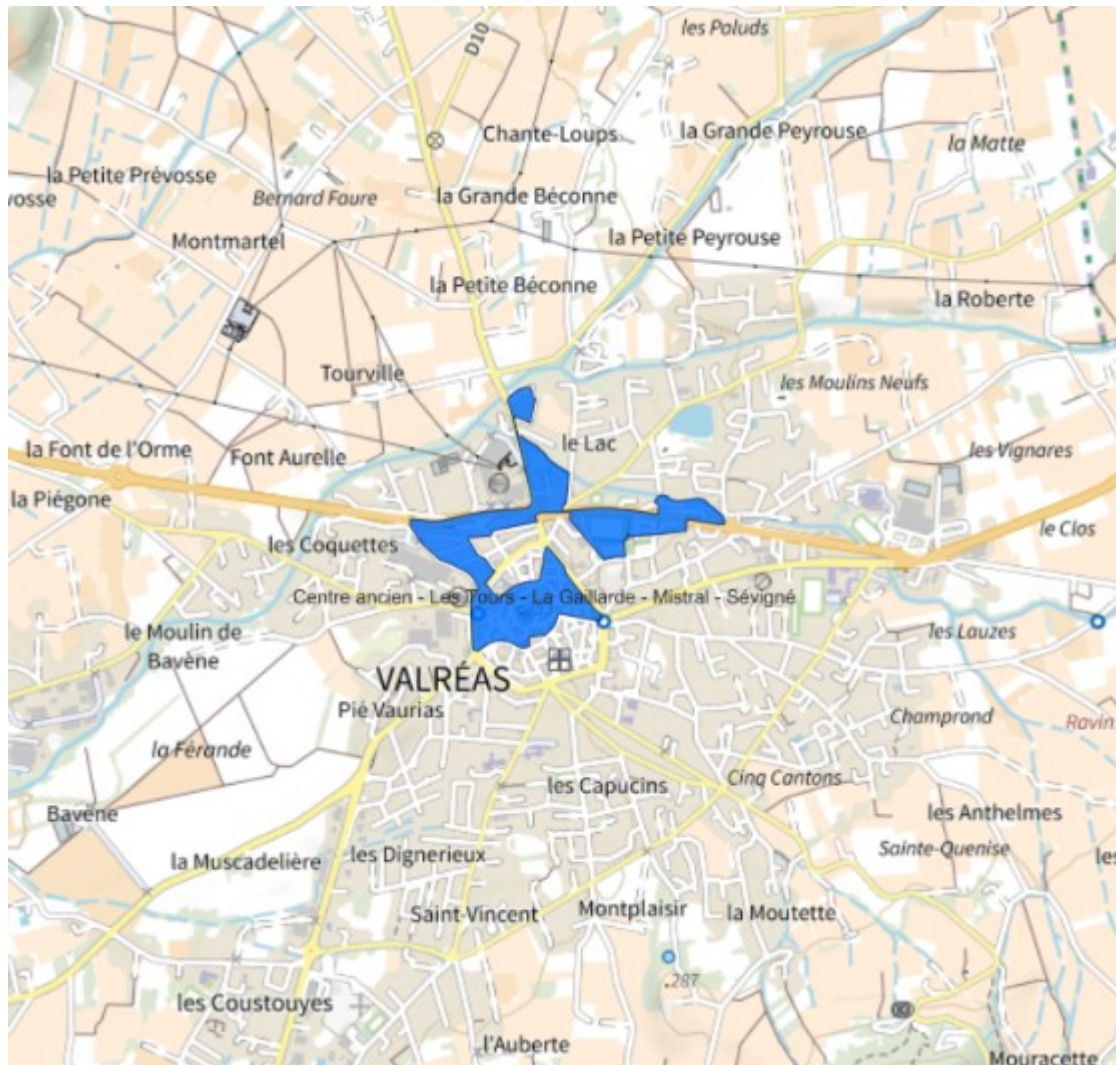 les Paluds
D10
Chante-Loups
la Grande Peyrouse
la Matte
la Petite Prévosse
vosse
Bernard Faure
la Grande Béconne
Montmartel
la Petite Peyrouse
la Petite Béconne
la Roberte
Tourville
les Moulins Neufs
la Font de l'Orme
Font Aurelle
le Lac
les Vignares
la Piégone
les Coquettes
le Clos
Centre ancien - Les Tours - La Gaillarde - Mistral - Sévigné
le Moulin de
Bavène
les Lauzes
VALRÉAS
Pié Vaurias
Champrond
Ravin
la Férande
les Capucins
Cinq Cantons
Bavène
les Anthelmes
la Muscadelière
les Dignerieux
Sainte-Quenise
les
Saint-Vincent
Montplaisir
la Moutette
287
les Coustouyes
l'Auberte
Mouracette